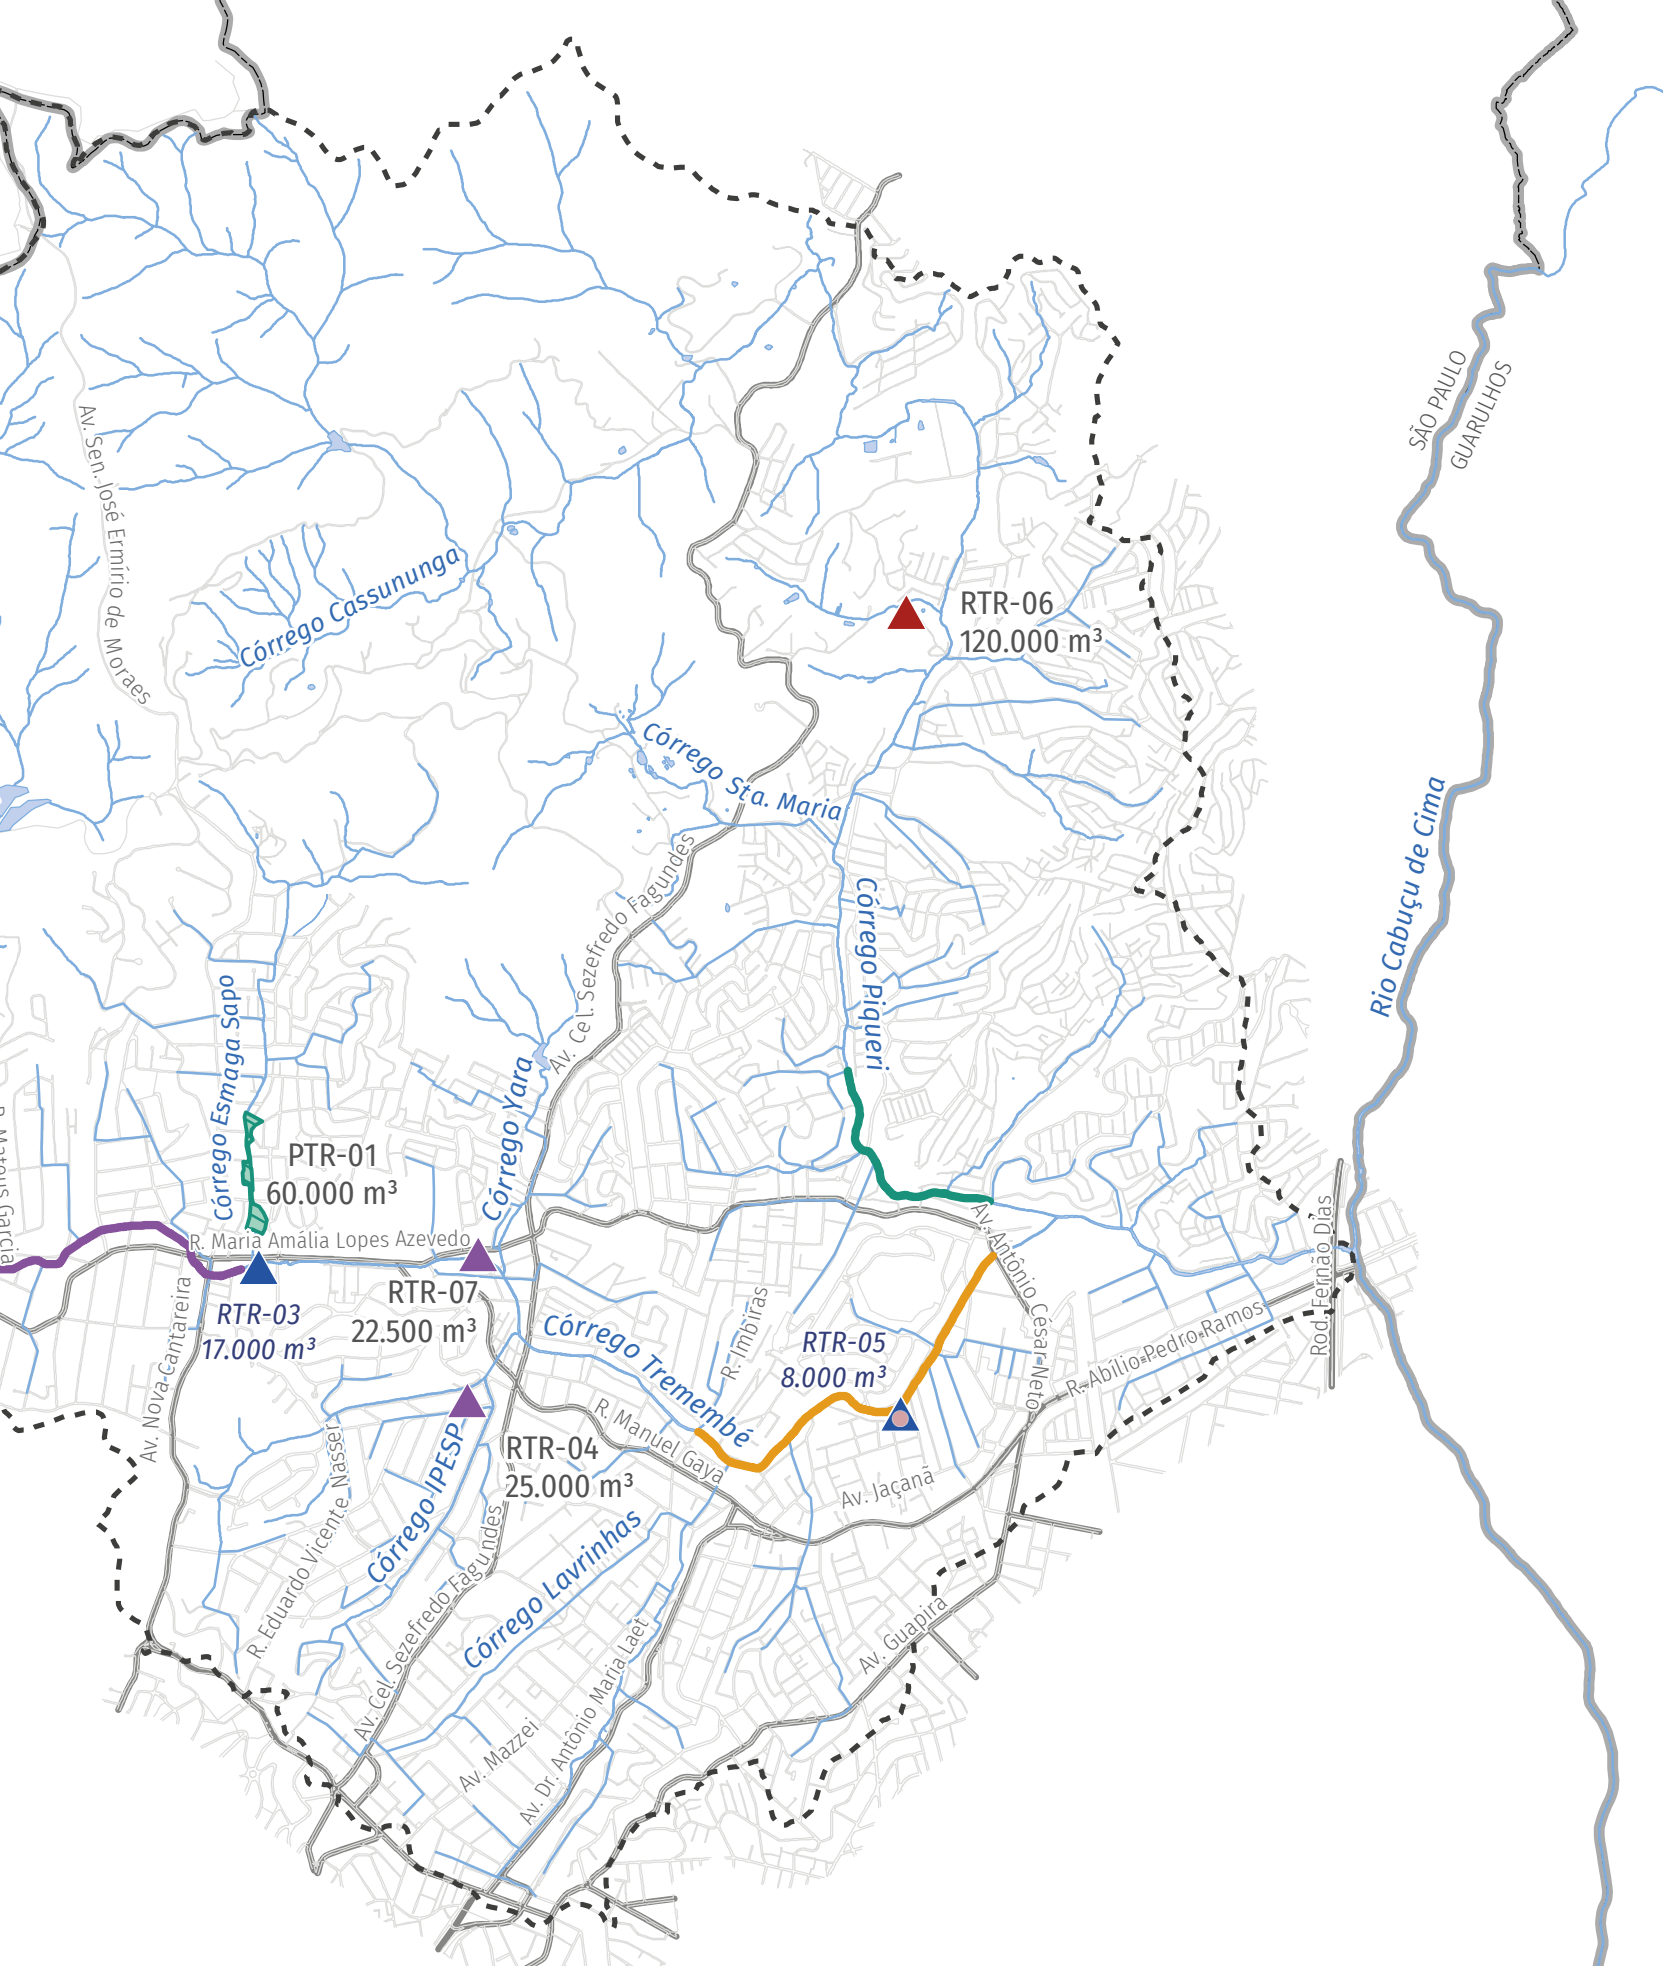 SÃO PAULO
GUARULHOS
Av. Sen. José Ermírio de Moraes
Córrego Cassununga
RTR-06
120.000 m³
Córrego Sta. Maria
Rio Cabuçu de Cima
Av. Cel. Sezefredo Fagundes
Córrego Piqueri
Córrego Esmaga Sapo
Córrego Yara
R. Mateus Garcia
PTR-01
60.000 m³
R. Maria Amália Lopes Azevedo
Av. Antônio César Neto
Rod. Fernão Dias
RTR-07
22.500 m³
RTR-03
17.000 m³
Av. Nova Cantareira
Córrego Tremembé
R. Imbiras
RTR-05
8.000 m³
R. Abílio Pedro Ramos
R. Manuel Gaya
RTR-04
25.000 m³
Córrego IPESP
R. Eduardo Vicente Nasser
Av. Jaçanã
Córrego Lavrinhas
Av. Cel. Sezefredo Fagundes
Av. Guapira
Av. Mazzei
Av. Dr. Antônio Maria Laet